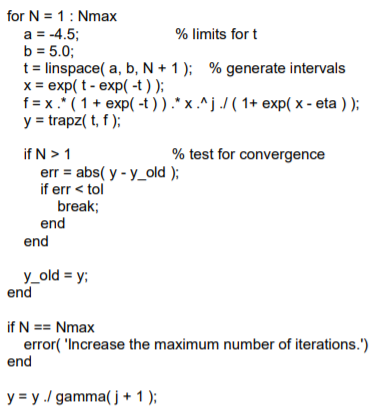 for N = 1 : Nmax
a = -4.5; % limits for t
b = 5.0;
t = linspace( a, b, N + 1 ); % generate intervals
x = exp( t - exp( -t ) );
f = x .* ( 1 + exp( -t ) ) .* x .^ j ./ ( 1+ exp( x - eta ) );
y = trapz( t, f );
if N > 1 % test for convergence
err = abs( y - y_old );
if err < tol
break;
end
end
y_old = y;
end
if N == Nmax
error( 'Increase the maximum number of iterations.')
end
y = y ./ gamma( j + 1 );